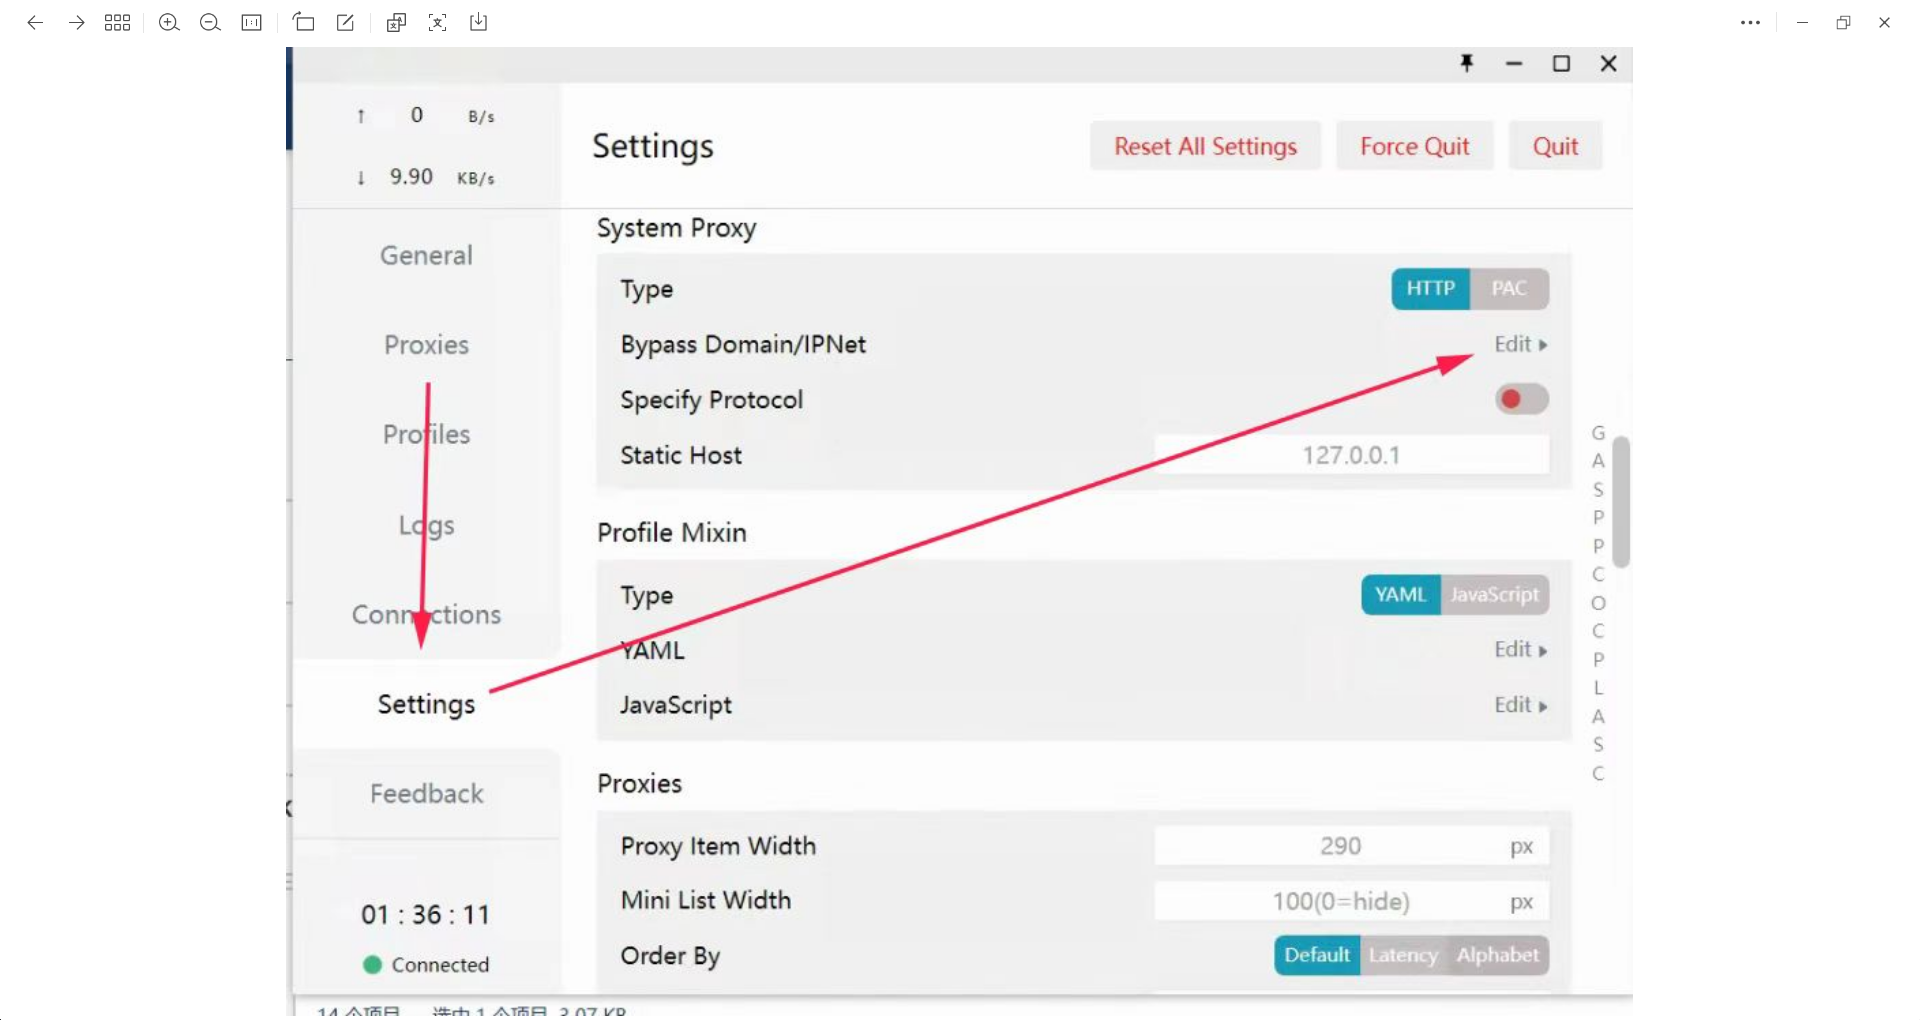 ↑ 0 B/s
↓ 9.90 KB/s
General
Proxies
Profiles
Logs
Connections
Settings
Feedback
01 : 36 : 11
Connected
Settings
Reset All Settings Force Quit Quit
System Proxy
Type HTTP PAC
Bypass Domain/IPNet Edit
Specify Protocol
Static Host 127.0.0.1
Profile Mixin
Type YAML JavaScript
YAML Edit
JavaScript Edit
Proxies
Proxy Item Width 290 px
Mini List Width 100(0=hide) px
Order By Default Latency Alphabet
G
A
S
P
P
C
O
C
P
L
A
S
C
14 个项目 选中 1 个项目 3.07 KB